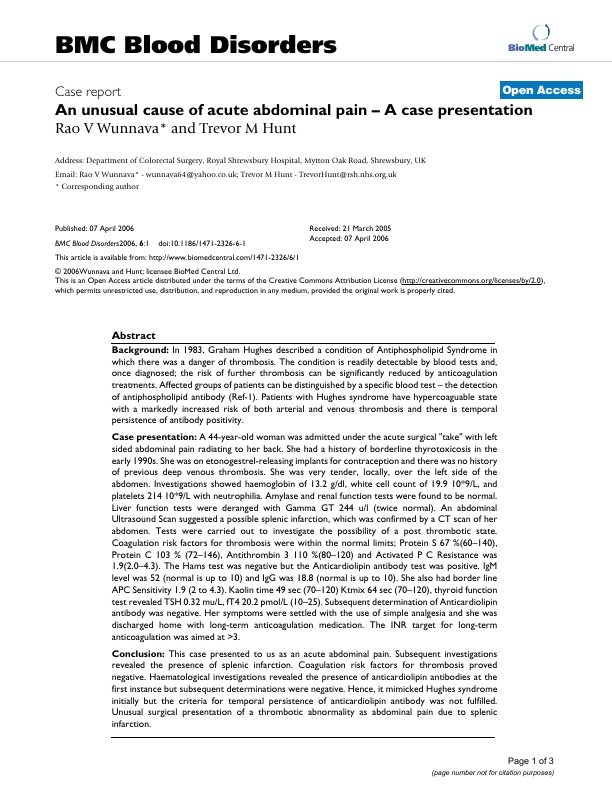 BMC Blood Disorders
BioMed Central
Case report
Open Access
An unusual cause of acute abdominal pain – A case presentation
Rao V Wunnava* and Trevor M Hunt
Address: Department of Colorectal Surgery, Royal Shrewsbury Hospital, Mytton Oak Road, Shrewsbury, UK
Email: Rao V Wunnava* - wunnava64@yahoo.co.uk; Trevor M Hunt - TrevorHunt@rsh.nhs.org.uk
* Corresponding author
Published: 07 April 2006
BMC Blood Disorders2006, 6:1 doi:10.1186/1471-2326-6-1
Received: 21 March 2005
Accepted: 07 April 2006
This article is available from: http://www.biomedcentral.com/1471-2326/6/1
© 2006Wunnava and Hunt; licensee BioMed Central Ltd.
This is an Open Access article distributed under the terms of the Creative Commons Attribution License (http://creativecommons.org/licenses/by/2.0),
which permits unrestricted use, distribution, and reproduction in any medium, provided the original work is properly cited.
Abstract
Background: In 1983, Graham Hughes described a condition of Antiphospholipid Syndrome in
which there was a danger of thrombosis. The condition is readily detectable by blood tests and,
once diagnosed; the risk of further thrombosis can be significantly reduced by anticoagulation
treatments. Affected groups of patients can be distinguished by a specific blood test – the detection
of antiphospholipid antibody (Ref-1). Patients with Hughes syndrome have hypercoaguable state
with a markedly increased risk of both arterial and venous thrombosis and there is temporal
persistence of antibody positivity.
Case presentation: A 44-year-old woman was admitted under the acute surgical "take" with left
sided abdominal pain radiating to her back. She had a history of borderline thyrotoxicosis in the
early 1990s. She was on etonogestrel-releasing implants for contraception and there was no history
of previous deep venous thrombosis. She was very tender, locally, over the left side of the
abdomen. Investigations showed haemoglobin of 13.2 g/dl, white cell count of 19.9 10*9/L, and
platelets 214 10*9/L with neutrophilia. Amylase and renal function tests were found to be normal.
Liver function tests were deranged with Gamma GT 244 u/l (twice normal). An abdominal
Ultrasound Scan suggested a possible splenic infarction, which was confirmed by a CT scan of her
abdomen. Tests were carried out to investigate the possibility of a post thrombotic state.
Coagulation risk factors for thrombosis were within the normal limits; Protein S 67 %(60–140),
Protein C 103 % (72–146), Antithrombin 3 110 %(80–120) and Activated P C Resistance was
1.9(2.0–4.3). The Hams test was negative but the Anticardiolipin antibody test was positive. IgM
level was 52 (normal is up to 10) and IgG was 18.8 (normal is up to 10). She also had border line
APC Sensitivity 1.9 (2 to 4.3). Kaolin time 49 sec (70–120) Kctmix 64 sec (70–120), thyroid function
test revealed TSH 0.32 mu/L, fT4 20.2 pmol/L (10–25). Subsequent determination of Anticardiolipin
antibody was negative. Her symptoms were settled with the use of simple analgesia and she was
discharged home with long-term anticoagulation medication. The INR target for long-term
anticoagulation was aimed at >3.
Conclusion: This case presented to us as an acute abdominal pain. Subsequent investigations
revealed the presence of splenic infarction. Coagulation risk factors for thrombosis proved
negative. Haematological investigations revealed the presence of anticardiolipin antibodies at the
first instance but subsequent determinations were negative. Hence, it mimicked Hughes syndrome
initially but the criteria for temporal persistence of anticardiolipin antibody was not fulfilled.
Unusual surgical presentation of a thrombotic abnormality as abdominal pain due to splenic
infarction.
Page 1 of 3
(page number not for citation purposes)